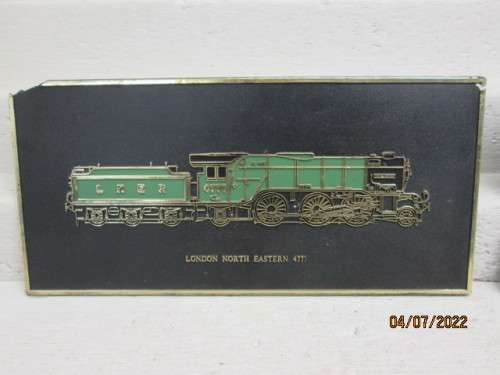 L N E R
LONDON NORTH EASTERN 4771
04/07/2022